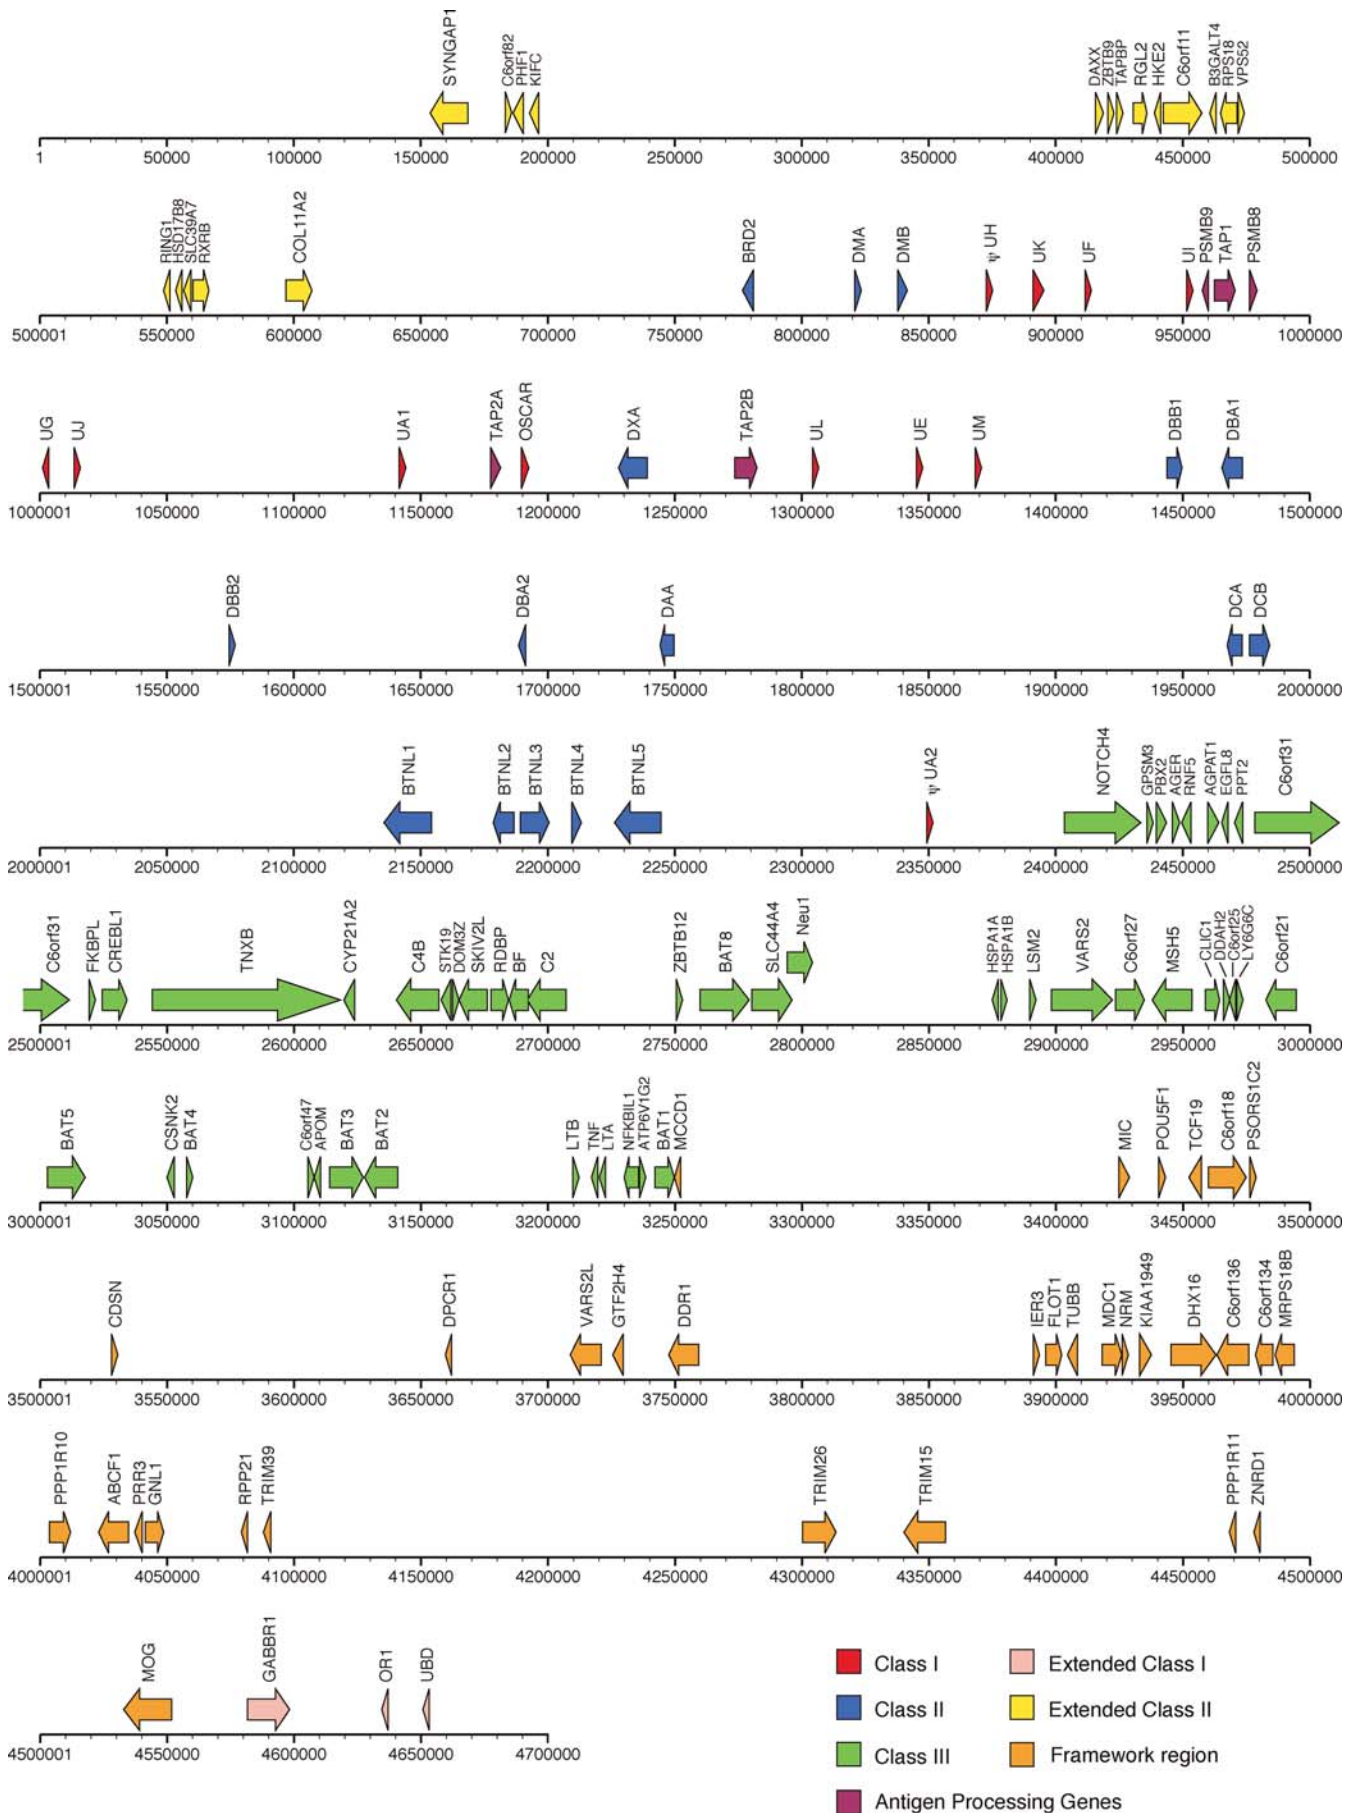 SYNGAP1 C6orf82 PHF1 KIFC DAXX ZBTB9 TAPBP RGL2 HKE2 C6orf11 B3GALT4 RPS18 VPS52
1 50000 100000 150000 200000 250000 300000 350000 400000 450000 500000
RING1 HSD17B8 SLC39A7 RXRB COL11A2 BRD2 DMA DMB ψ UH UK UF UI PSMB9 TAP1 PSMB8
500001 550000 600000 650000 700000 750000 800000 850000 900000 950000 1000000
UG UJ UA1 TAP2A OSCAR DXA TAP2B UL UE UM DBB1 DBA1
1000001 1050000 1100000 1150000 1200000 1250000 1300000 1350000 1400000 1450000 1500000
DBB2 DBA2 DAA DCA DCB
1500001 1550000 1600000 1650000 1700000 1750000 1800000 1850000 1900000 1950000 2000000
BTNL1 BTNL2 BTNL3 BTNL4 BTNL5 ψ UA2 NOTCH4 GPSM3 PBX2 AGER RNF5 AGPAT1 EGFL8 PPT2 C6orf31
2000001 2050000 2100000 2150000 2200000 2250000 2300000 2350000 2400000 2450000 2500000
C6orf31 FKBPL CREBL1 TNXB CYP21A2 C4B STK19 DOM3Z SKIV2L RDBP BF C2 ZBTB12 BAT8 SLC44A4 Neu1 HSPA1A HSPA1B LSM2 VARS2 C6orf27 MSH5 CLIC1 DDAH2 C6orf25 LY6G6C C6orf21
2500001 2550000 2600000 2650000 2700000 2750000 2800000 2850000 2900000 2950000 3000000
BAT5 CSNK2 BAT4 C6orf47 APOM BAT3 BAT2 LTB TNF LTA NFKBIL1 ATP6V1G2 BAT1 MCCD1 MIC POU5F1 TCF19 C6orf18 PSORS1C2
3000001 3050000 3100000 3150000 3200000 3250000 3300000 3350000 3400000 3450000 3500000
CDSN DPCR1 VARS2L GTF2H4 DDR1 IER3 FLOT1 TUBB MDC1 NRM KIAA1949 DHX16 C6orf136 C6orf134 MRPS18B
3500001 3550000 3600000 3650000 3700000 3750000 3800000 3850000 3900000 3950000 4000000
PPP1R10 ABCF1 PRR3 GNL1 RPP21 TRIM39 TRIM26 TRIM15 PPP1R11 ZNRD1
4000001 4050000 4100000 4150000 4200000 4250000 4300000 4350000 4400000 4450000 4500000
MOG GABBR1 OR1 UBD
4500001 4550000 4600000 4650000 4700000
Class I Extended Class I
Class II Extended Class II
Class III Framework region
Antigen Processing Genes